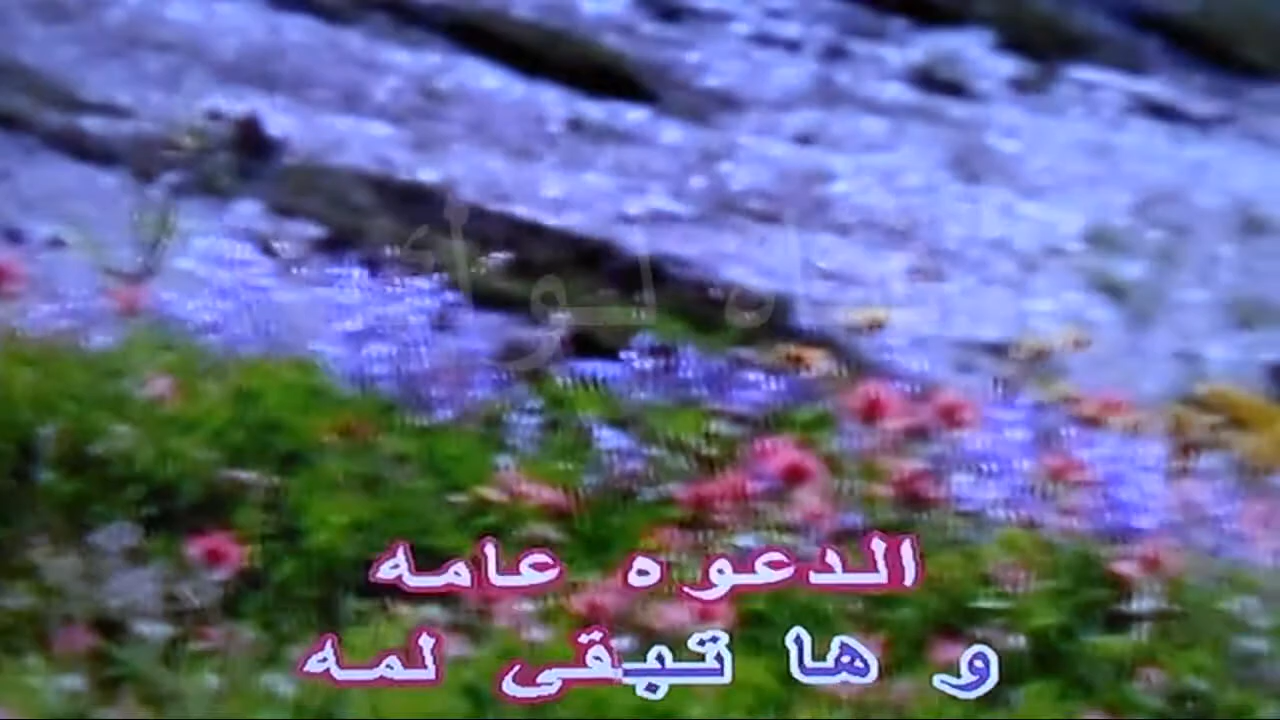 الدعوه عامه
و ها تبقى لمه